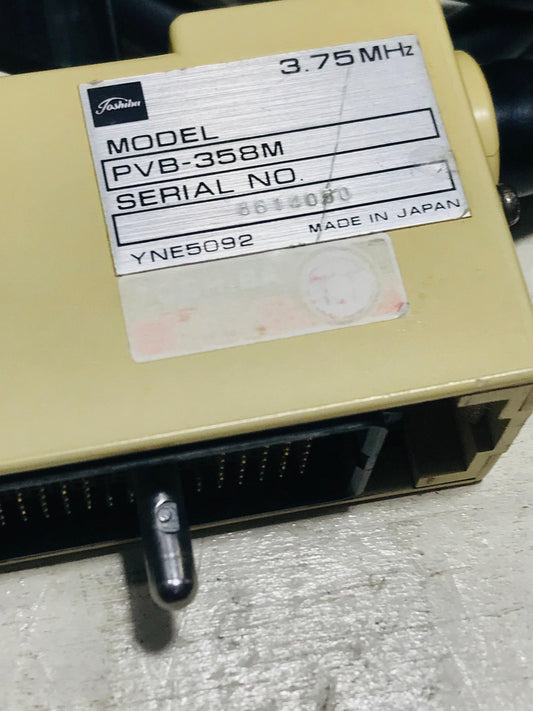 3.75MHz
Toshiba
MODEL
PVB-358M
SERIAL NO.
YNE5092
MADE IN JAPAN